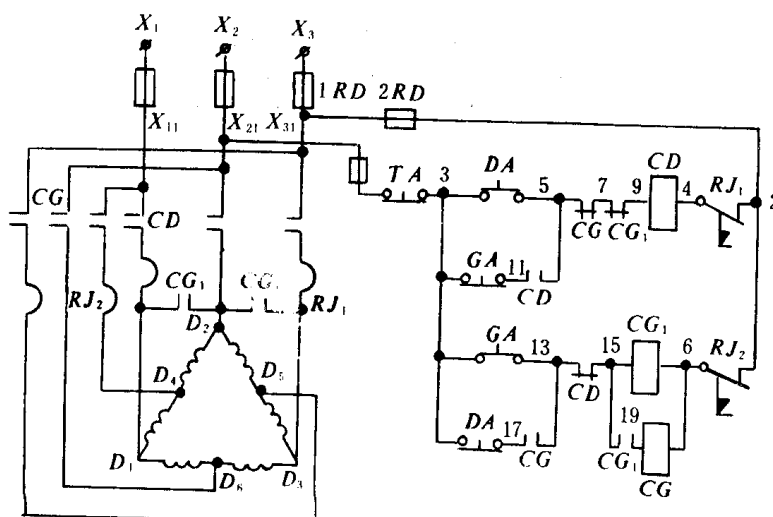 X1 X2 X3
1RD 2RD
X11 X21 X31
TA 3 DA 5 7 9 CD 4 RJ1 2
CG CG1
CG CD
GA 11 CD
RJ2 CG1 RJ1
D2
GA 13 15 CG1 6 RJ2
CD
D4 D5
DA 17 CG 19
CG1 CG
D1 D6 D3